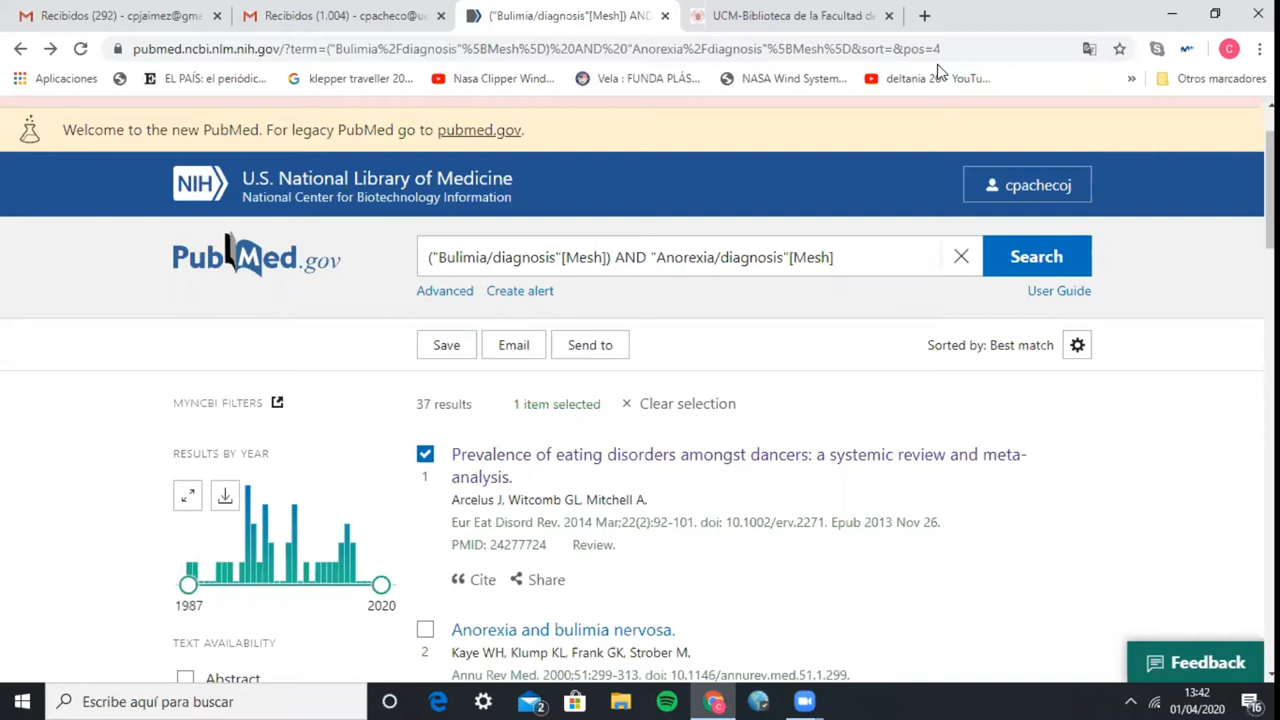 Recibidos (292) - cpjaimez@gma
Recibidos (1.004) - cpacheco@u
("Bulimia/diagnosis"[Mesh]) AND
UCM-Biblioteca de la Facultad de
pubmed.ncbi.nlm.nih.gov/?term=("Bulimia%2Fdiagnosis"%5BMesh%5D)%20AND%20"Anorexia%2Fdiagnosis"%5BMesh%5D&sort=&pos=4
C
Aplicaciones
EL PAÍS: el periódic...
klepper traveller 20...
Nasa Clipper Wind...
Vela : FUNDA PLÁS...
NASA Wind System...
deltania 20 YouTu...
»
Otros marcadores
Welcome to the new PubMed. For legacy PubMed go to pubmed.gov.
NIH
U.S. National Library of Medicine
National Center for Biotechnology Information
cpachecoj
PubMed.gov
("Bulimia/diagnosis"[Mesh]) AND "Anorexia/diagnosis"[Mesh]
Search
Advanced
Create alert
User Guide
Save
Email
Send to
Sorted by: Best match
MYNCBI FILTERS
37 results
1 item selected
Clear selection
RESULTS BY YEAR
1987
2020
TEXT AVAILABILITY
Abstract
1
Prevalence of eating disorders amongst dancers: a systemic review and meta-
analysis.
Arcelus J, Witcomb GL, Mitchell A.
Eur Eat Disord Rev. 2014 Mar;22(2):92-101. doi: 10.1002/erv.2271. Epub 2013 Nov 26.
PMID: 24277724 Review.
Cite
Share
2
Anorexia and bulimia nervosa.
Kaye WH, Klump KL, Frank GK, Strober M.
Annu Rev Med. 2000;51:299-313. doi: 10.1146/annurev.med.51.1.299.
Feedback
Escribe aquí para buscar
2
13:42
01/04/2020
16